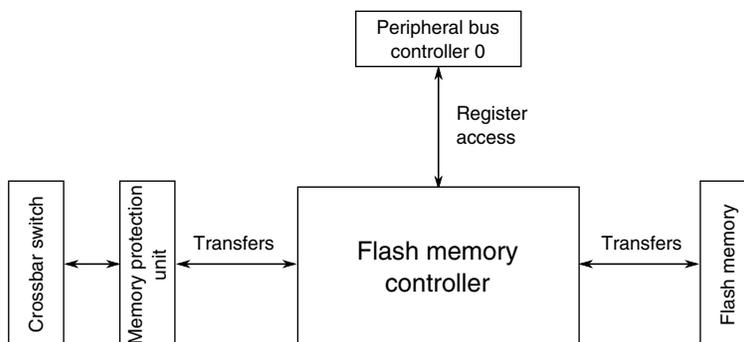 Peripheral bus
controller 0
Register
access
Crossbar switch
Memory protection
unit
Transfers
Flash memory
controller
Transfers
Flash memory